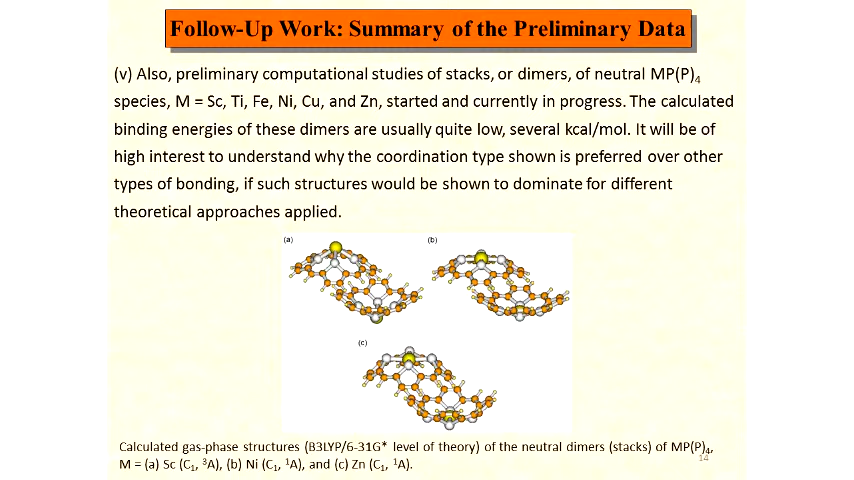 Follow-Up Work: Summary of the Preliminary Data
(v) Also, preliminary computational studies of stacks, or dimers, of neutral MP(P)₄
species, M = Sc, Ti, Fe, Ni, Cu, and Zn, started and currently in progress. The calculated
binding energies of these dimers are usually quite low, several kcal/mol. It will be of
high interest to understand why the coordination type shown is preferred over other
types of bonding, if such structures would be shown to dominate for different
theoretical approaches applied.
(a) (b)
(c)
Calculated gas-phase structures (B3LYP/6-31G* level of theory) of the neutral dimers (stacks) of MP(P)₄,
M = (a) Sc (C₁, ³A), (b) Ni (C₁, ¹A), and (c) Zn (C₁, ¹A).
14